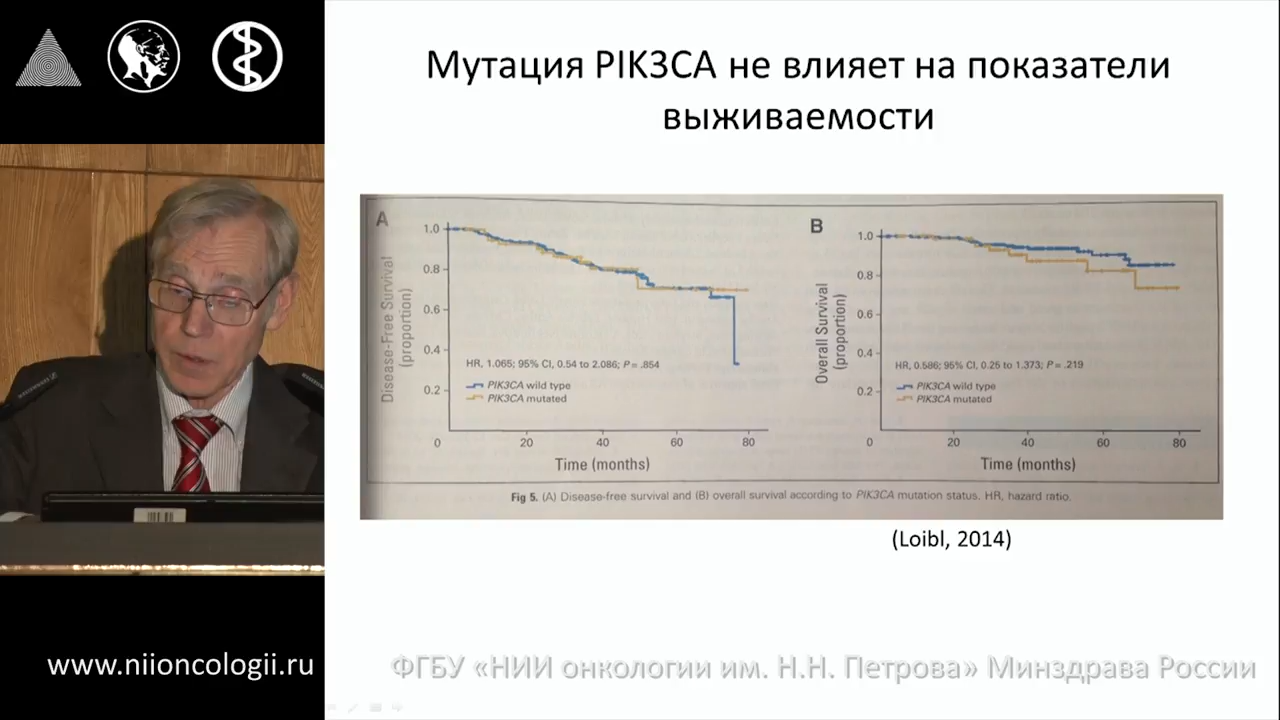 Мутация PIK3CA не влияет на показатели
выживаемости
A
Disease-Free Survival
(proportion)
1.0
0.8
0.6
0.4
0.2
0
20
40
60
80
HR, 1.065; 95% CI, 0.54 to 2.086; P = .854
PIK3CA wild type
PIK3CA mutated
Time (months)
B
Overall Survival
(proportion)
1.0
0.8
0.6
0.4
0.2
0
20
40
60
80
HR, 0.586; 95% CI, 0.25 to 1.373; P = .219
PIK3CA wild type
PIK3CA mutated
Time (months)
Fig 5. (A) Disease-free survival and (B) overall survival according to PIK3CA mutation status. HR, hazard ratio.
(Loibl, 2014)
www.niioncologii.ru
ФГБУ «НИИ онкологии им. Н.Н. Петрова» Минздрава России